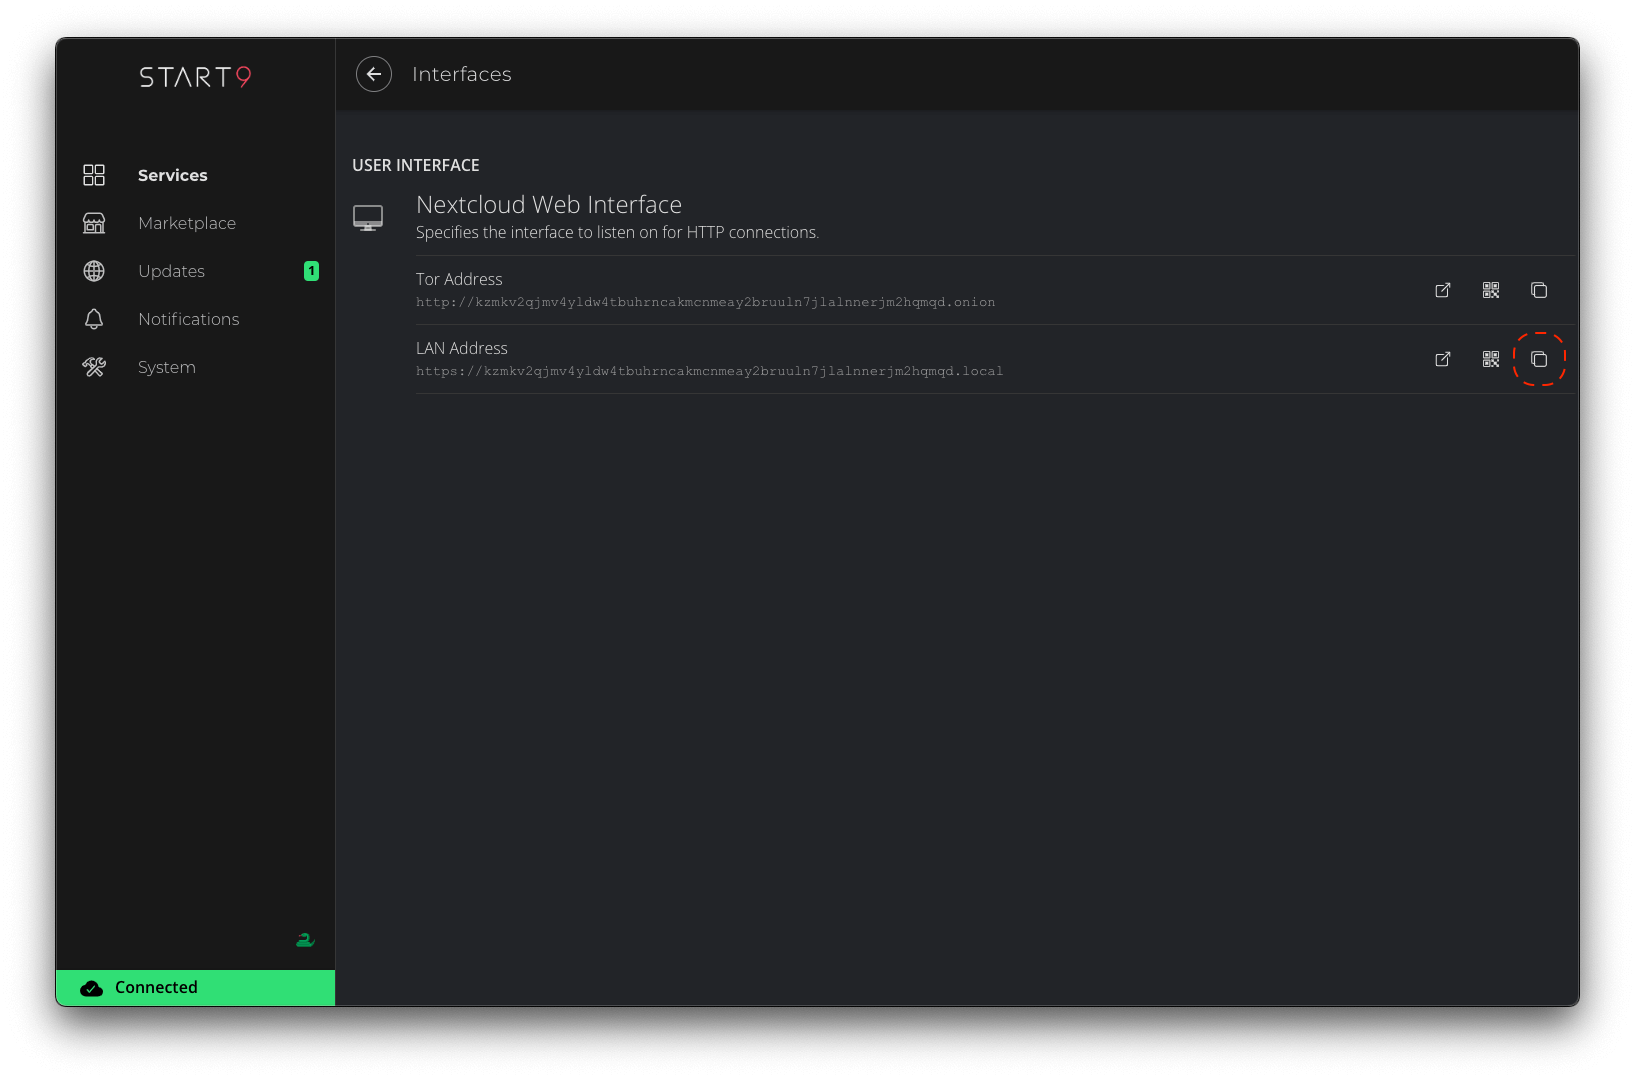 START9
Interfaces
Services
Marketplace
Updates
1
Notifications
System
USER INTERFACE
Nextcloud Web Interface
Specifies the interface to listen on for HTTP connections.
Tor Address
http://kzmkv2qjmv4yldw4tbuhrncakmcnmeay2bruuln7jlalnnerjm2hqmqd.onion
LAN Address
https://kzmkv2qjmv4yldw4tbuhrncakmcnmeay2bruuln7jlalnnerjm2hqmqd.local
Connected